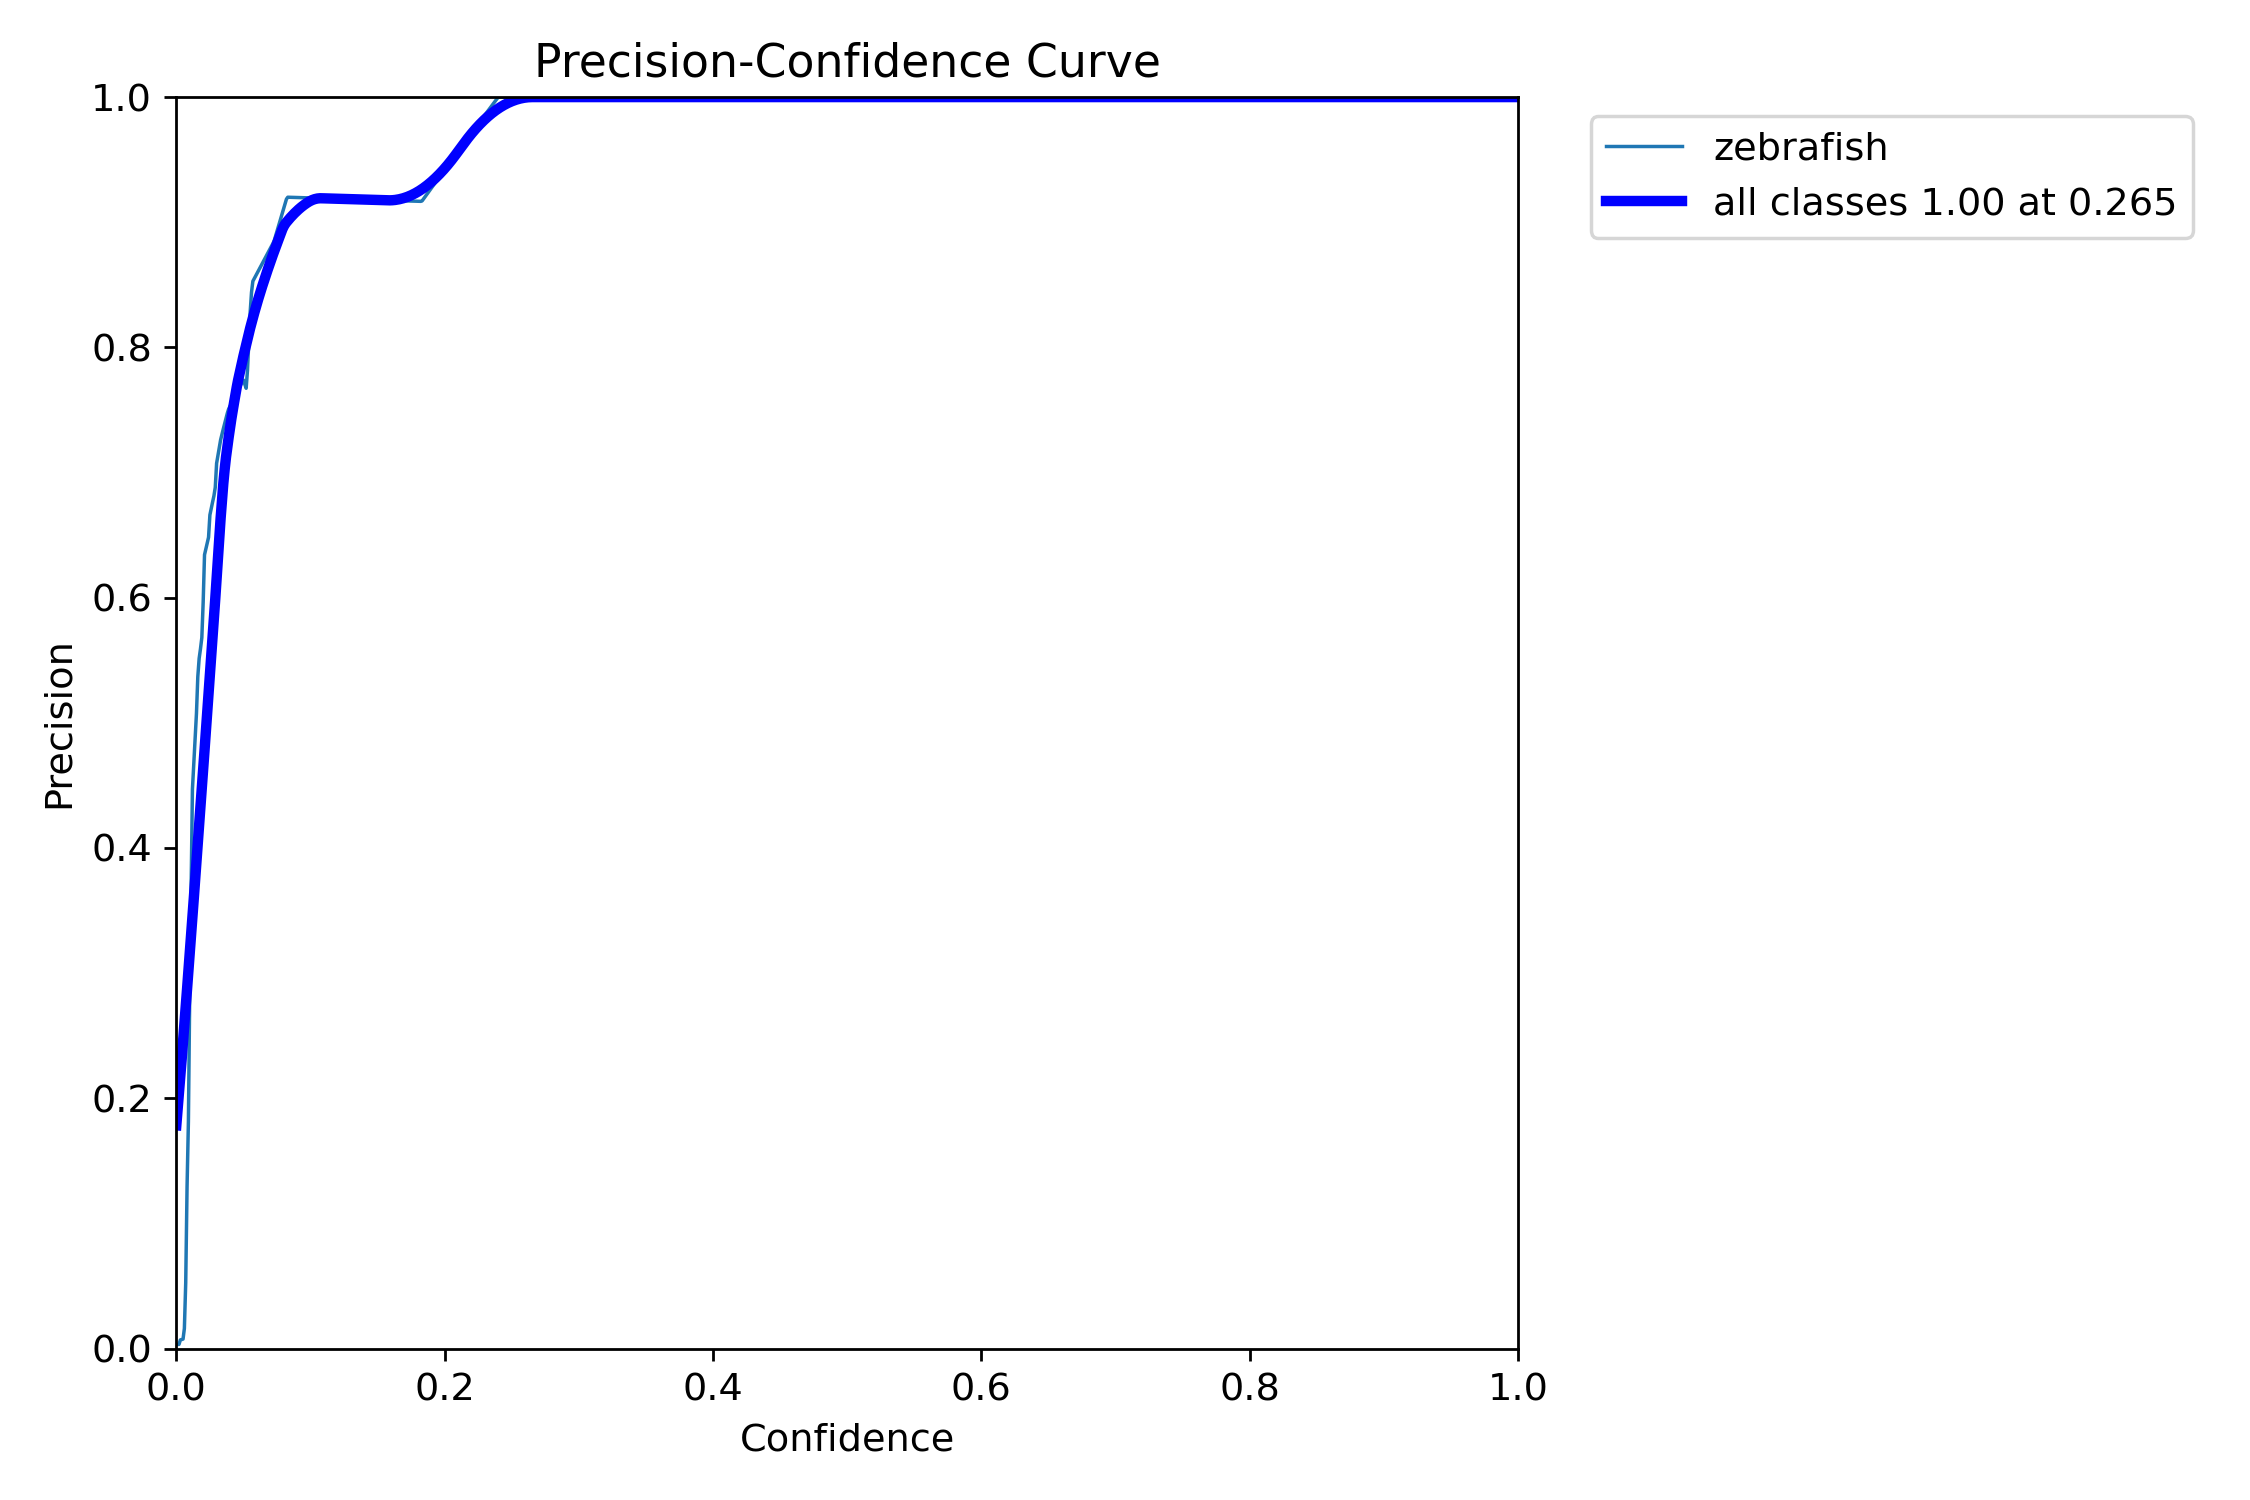 Precision-Confidence Curve
1.0
0.8
0.6
0.4
0.2
0.0
Precision
0.0 0.2 0.4 0.6 0.8 1.0
Confidence
zebrafish
all classes 1.00 at 0.265